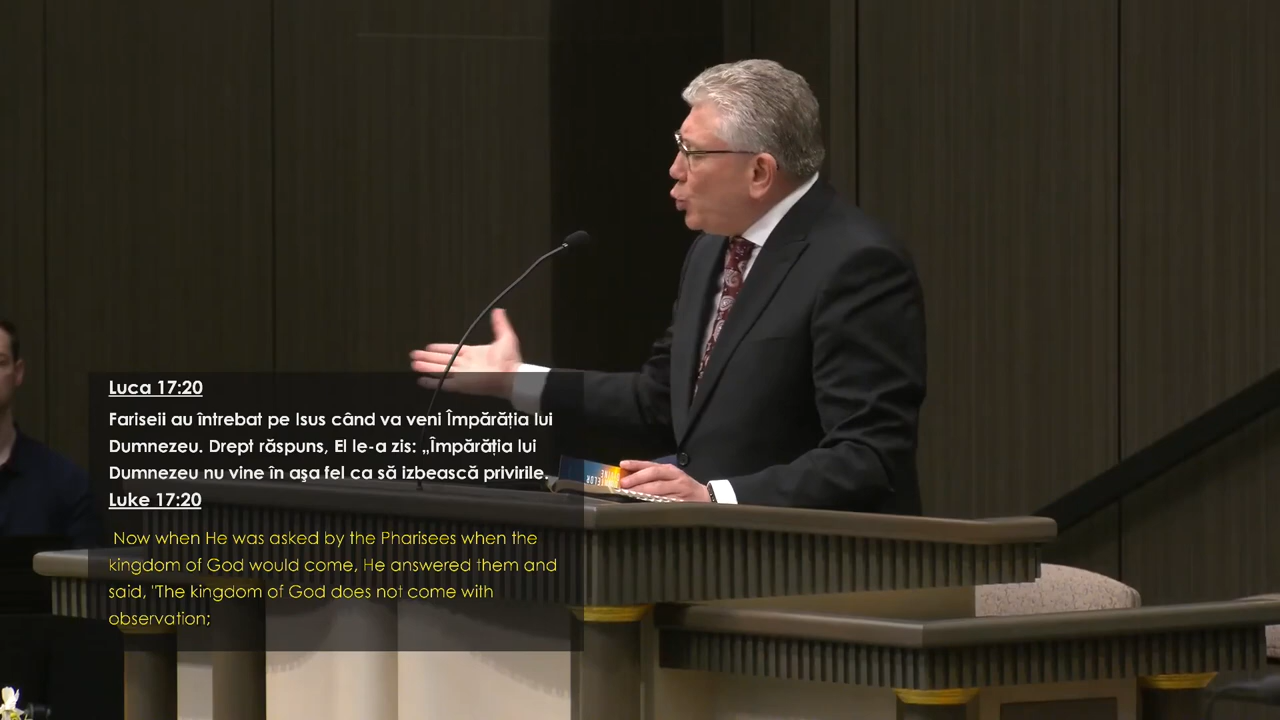 Luca 17:20
Fariseii au întrebat pe Isus când va veni Împărăția lui
Dumnezeu. Drept răspuns, El le-a zis: „Împărăția lui
Dumnezeu nu vine în aşa fel ca să izbească privirile.
Luke 17:20
Now when He was asked by the Pharisees when the
kingdom of God would come, He answered them and
said, "The kingdom of God does not come with
observation;